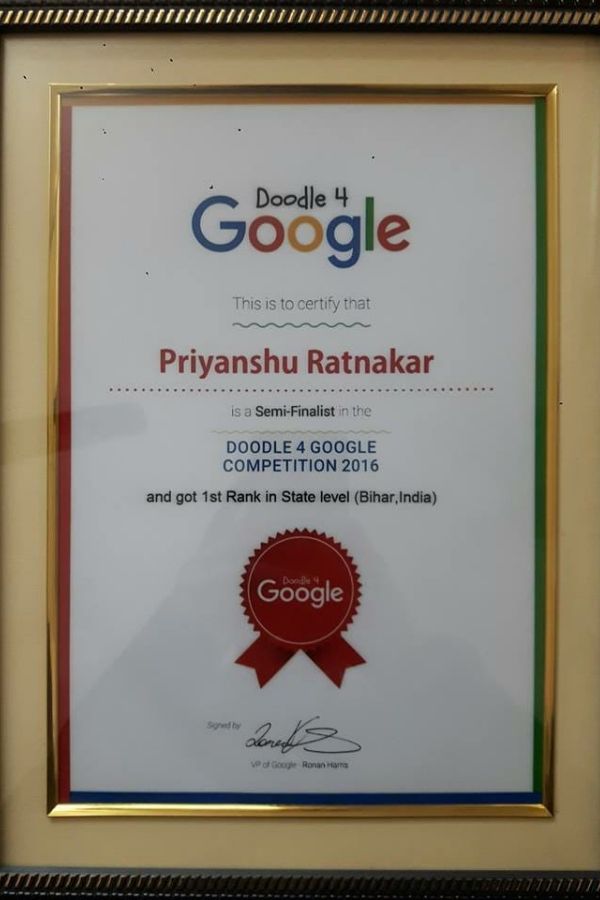 Doodle 4
Google
This is to certify that
Priyanshu Ratnakar
is a Semi-Finalist in the
DOODLE 4 GOOGLE
COMPETITION 2016
and got 1st Rank in State level (Bihar,India)
Doodle 4
Google
Signed by
VP of Google - Ronan Harris